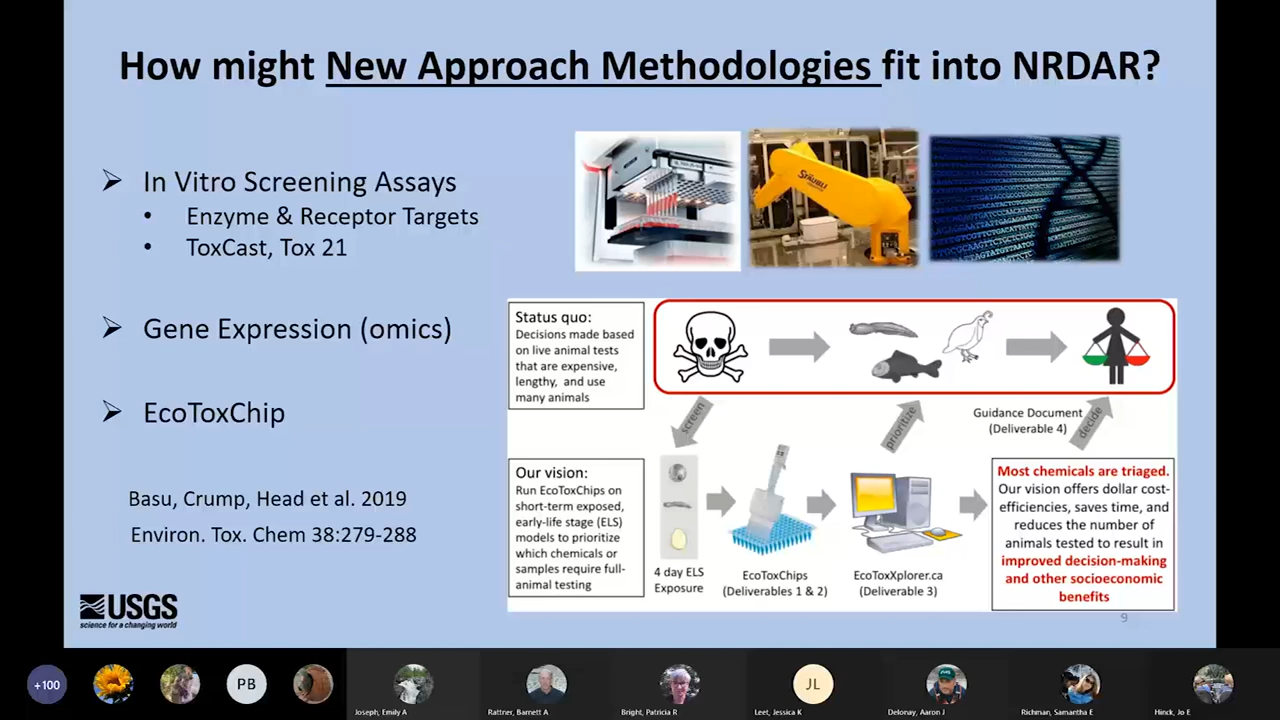 How might New Approach Methodologies fit into NRDAR?
In Vitro Screening Assays
Enzyme & Receptor Targets
ToxCast, Tox 21
Gene Expression (omics)
EcoToxChip
Basu, Crump, Head et al. 2019
Environ. Tox. Chem 38:279-288
USGS
science for a changing world
STÄUBLI
Status quo:
Decisions made based
on live animal tests
that are expensive,
lengthy, and use
many animals
screen
prioritize
Guidance Document
(Deliverable 4)
decide
Our vision:
Run EcoToxChips on
short-term exposed,
early-life stage (ELS)
models to prioritize
which chemicals or
samples require full-
animal testing
4 day ELS
Exposure
EcoToxChips
(Deliverables 1 & 2)
EcoToxXplorer.ca
(Deliverable 3)
Most chemicals are triaged.
Our vision offers dollar cost-
efficiencies, saves time, and
reduces the number of
animals tested to result in
improved decision-making
and other socioeconomic
benefits
9
+100
PB
JL
Joseph, Emily A
Rattner, Barnett A
Bright, Patricia R
Leet, Jessica K
Delonay, Aaron J
Richman, Samantha E
Hinck, Jo E